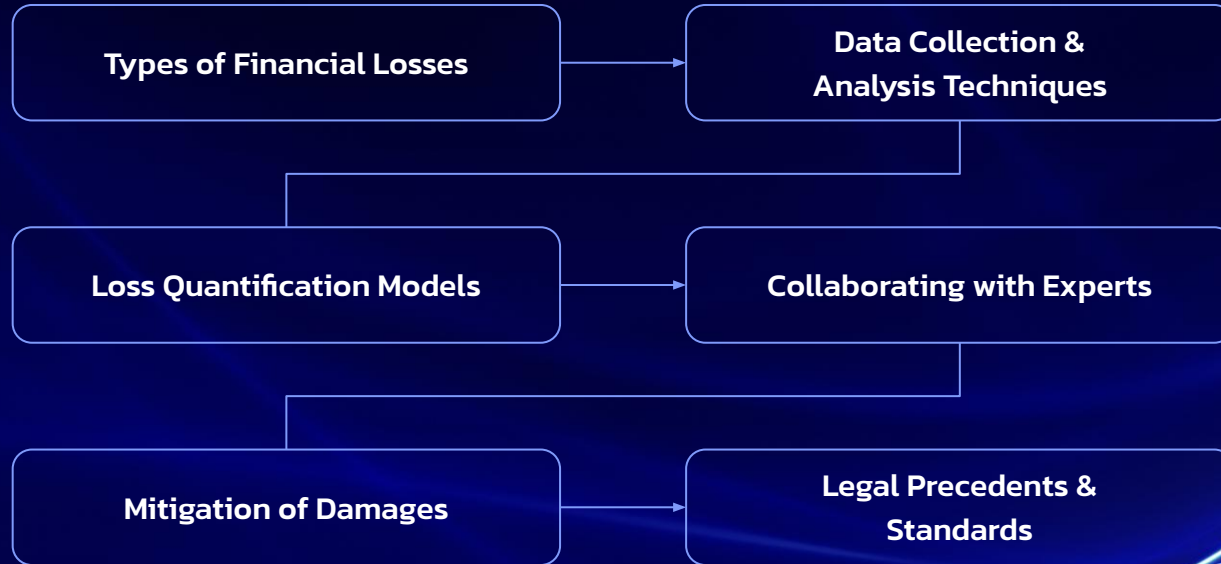 Types of Financial Losses
Data Collection &
Analysis Techniques
Loss Quantification Models
Collaborating with Experts
Mitigation of Damages
Legal Precedents &
Standards